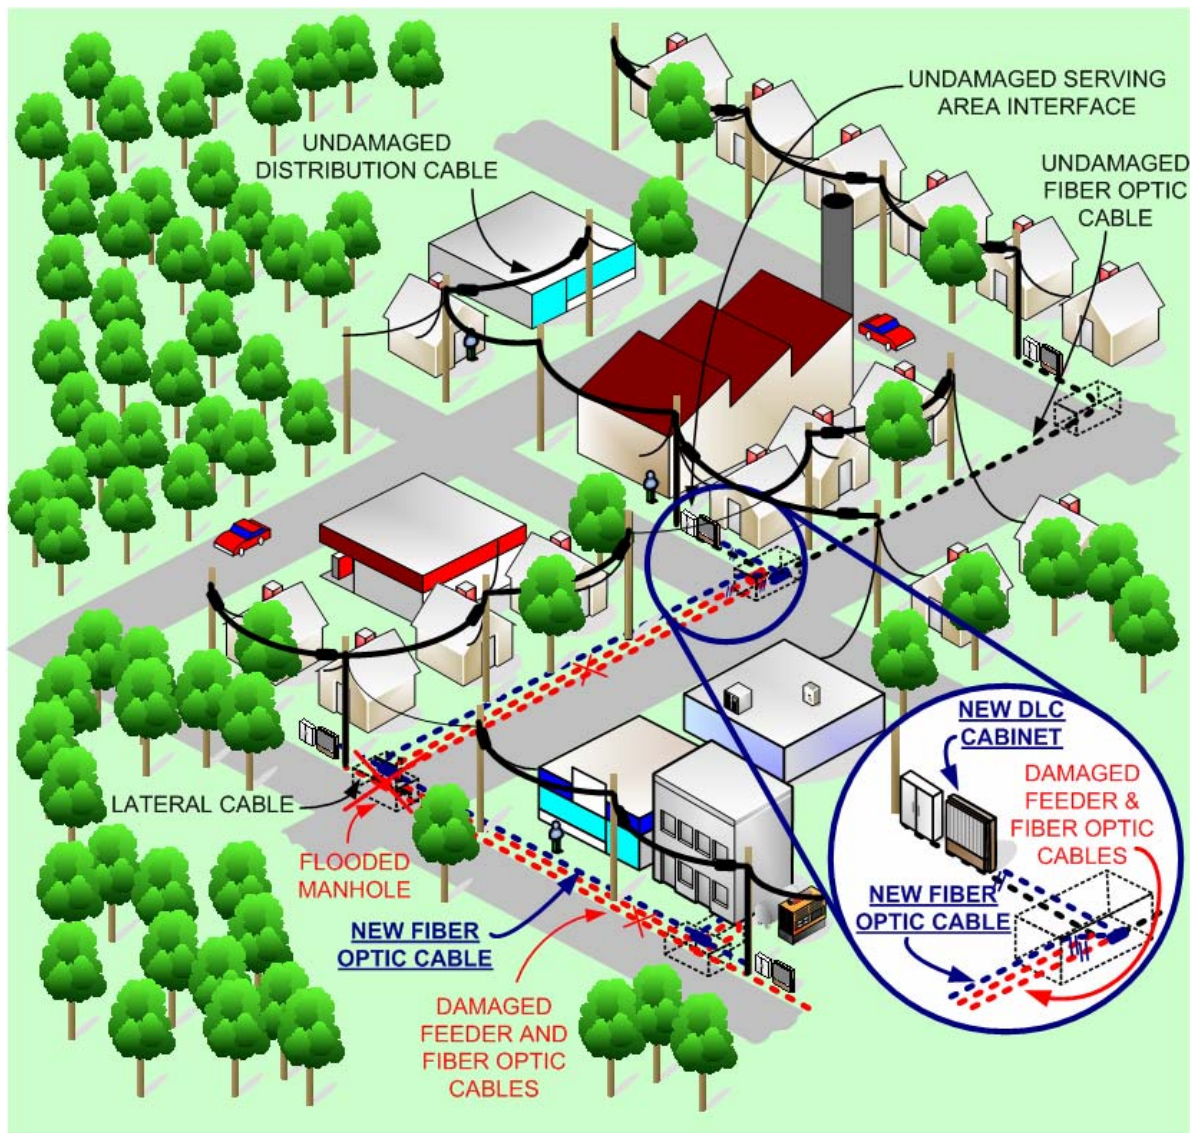 UNDAMAGED SERVING
AREA INTERFACE
UNDAMAGED
DISTRIBUTION CABLE
UNDAMAGED
FIBER OPTIC
CABLE
NEW DLC
CABINET
DAMAGED
FEEDER &
FIBER OPTIC
CABLES
LATERAL CABLE
FLOODED
MANHOLE
NEW FIBER
OPTIC CABLE
NEW FIBER
OPTIC CABLE
DAMAGED
FEEDER AND
FIBER OPTIC
CABLES